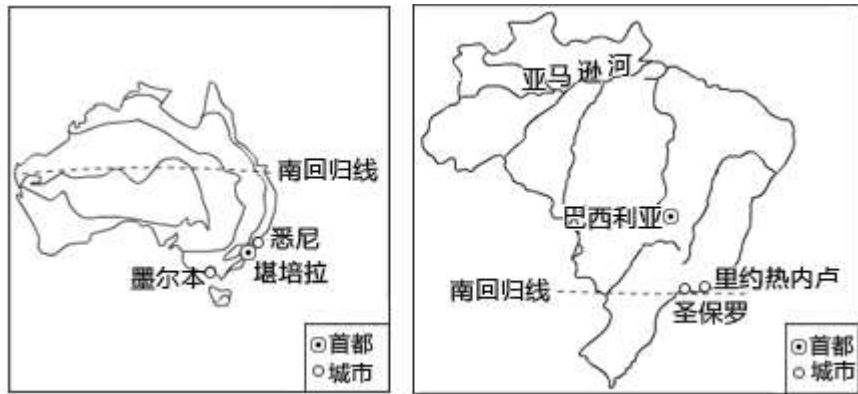 南回归线
悉尼
堪培拉
墨尔本
首都
城市
亚马逊河
巴西利亚
里约热内卢
南回归线
圣保罗
首都
城市